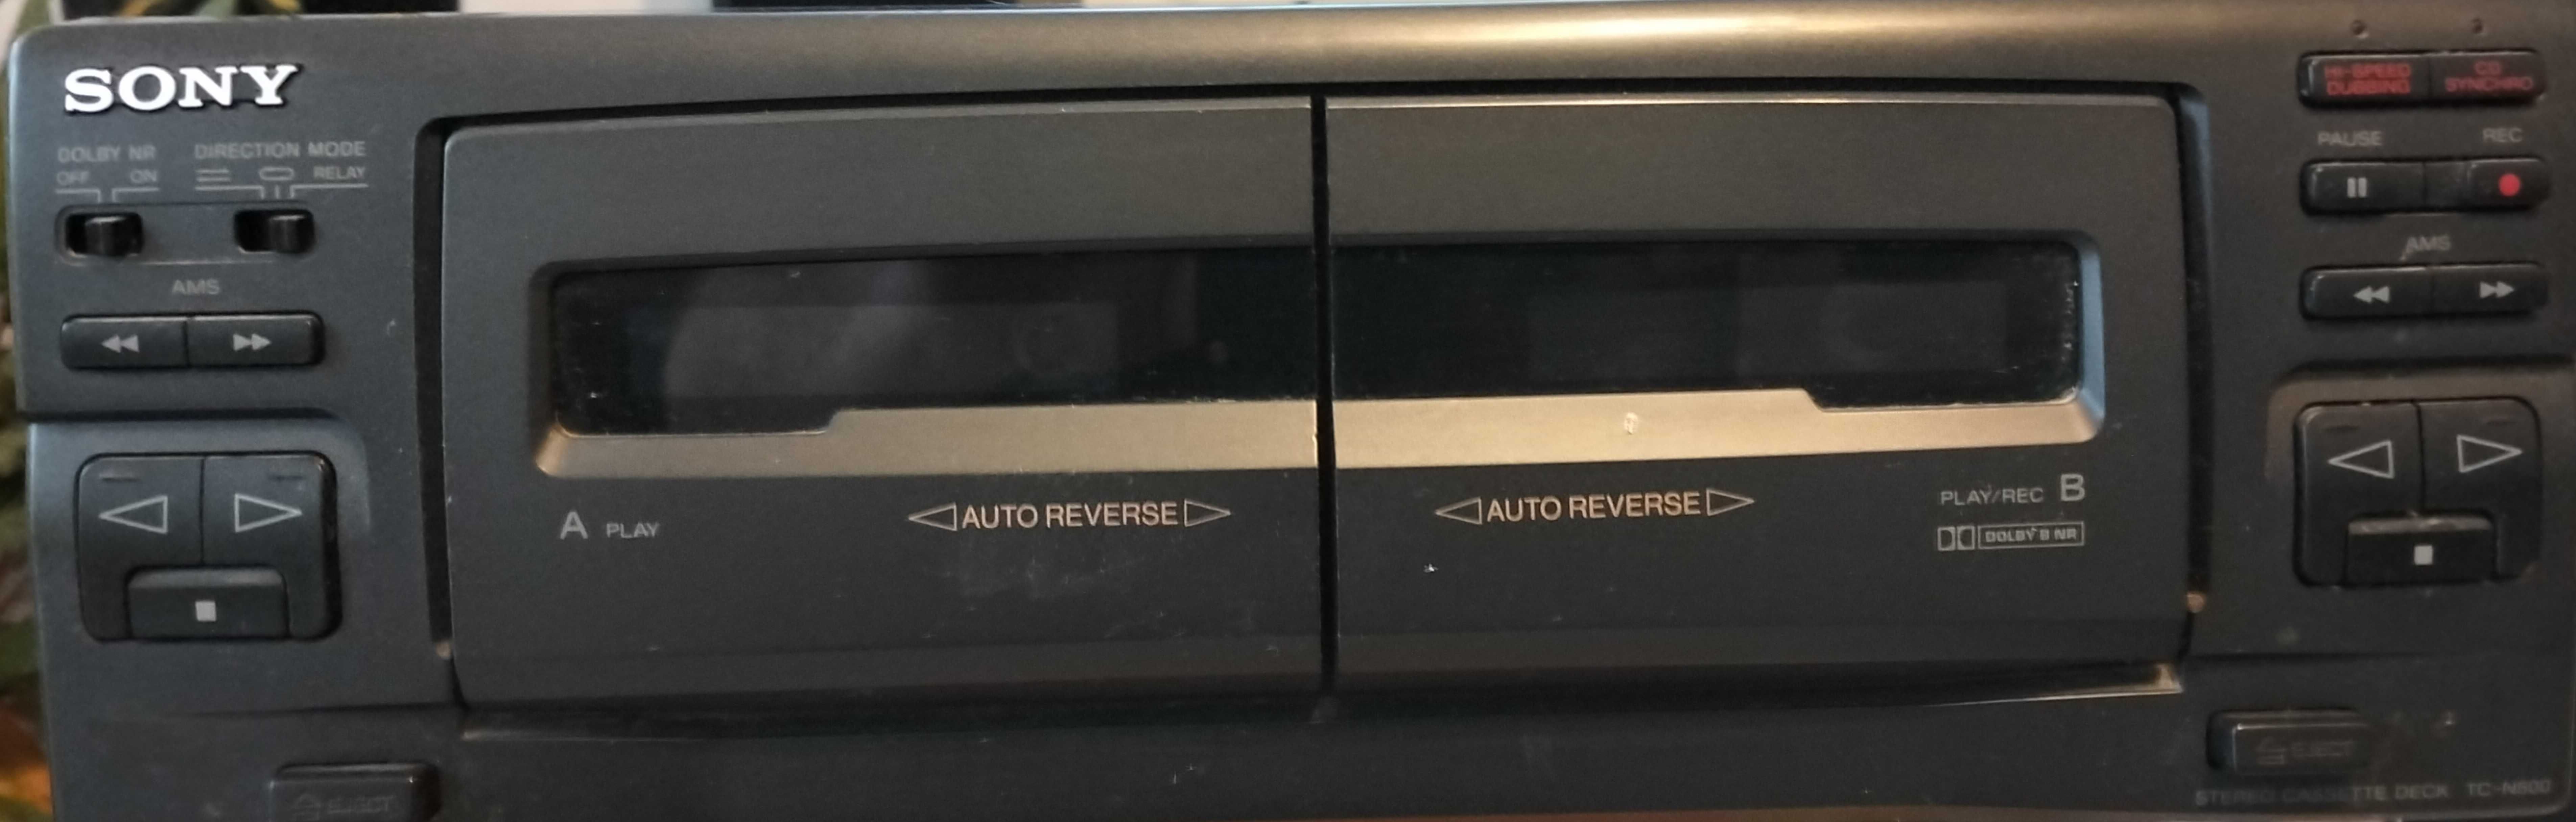 SONY
DOLBY NR
OFF ON
DIRECTION MODE
RELAY
AMS
A PLAY
AUTO REVERSE
AUTO REVERSE
PLAY/REC B
DOLBY B NR
HI-SPEED
DUBBING
CD
SYNCHRO
PAUSE REC
AMS
EJECT
EJECT
STEREO CASSETTE DECK TC-N500